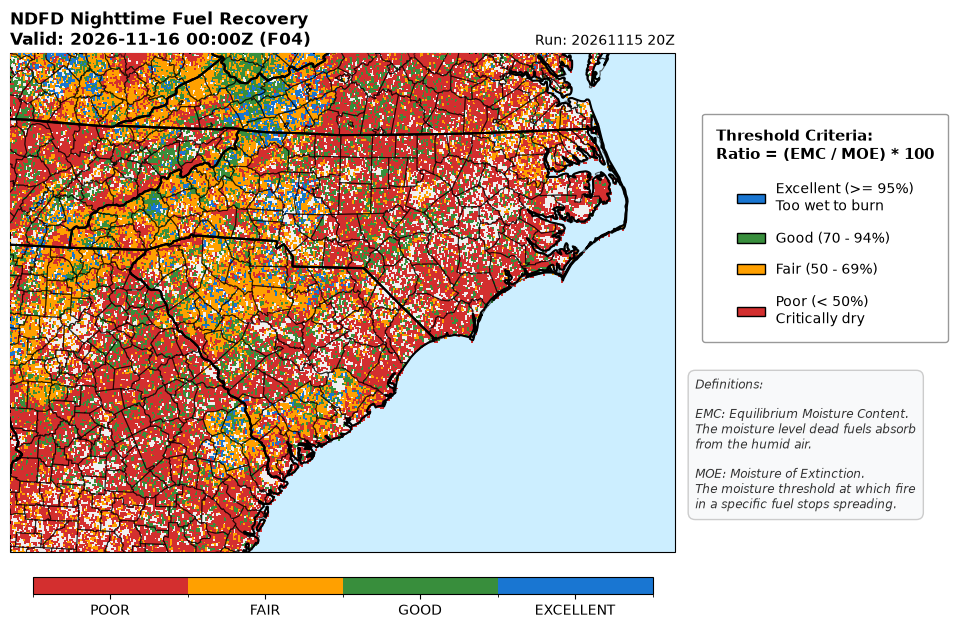 NDFD Nighttime Fuel Recovery
Valid: 2026-11-16 00:00Z (F04)
Run: 20261115 20Z
Threshold Criteria:
Ratio = (EMC / MOE) * 100
Excellent (>= 95%)
Too wet to burn
Good (70 - 94%)
Fair (50 - 69%)
Poor (< 50%)
Critically dry
Definitions:
EMC: Equilibrium Moisture Content.
The moisture level dead fuels absorb
from the humid air.
MOE: Moisture of Extinction.
The moisture threshold at which fire
in a specific fuel stops spreading.
POOR
FAIR
GOOD
EXCELLENT